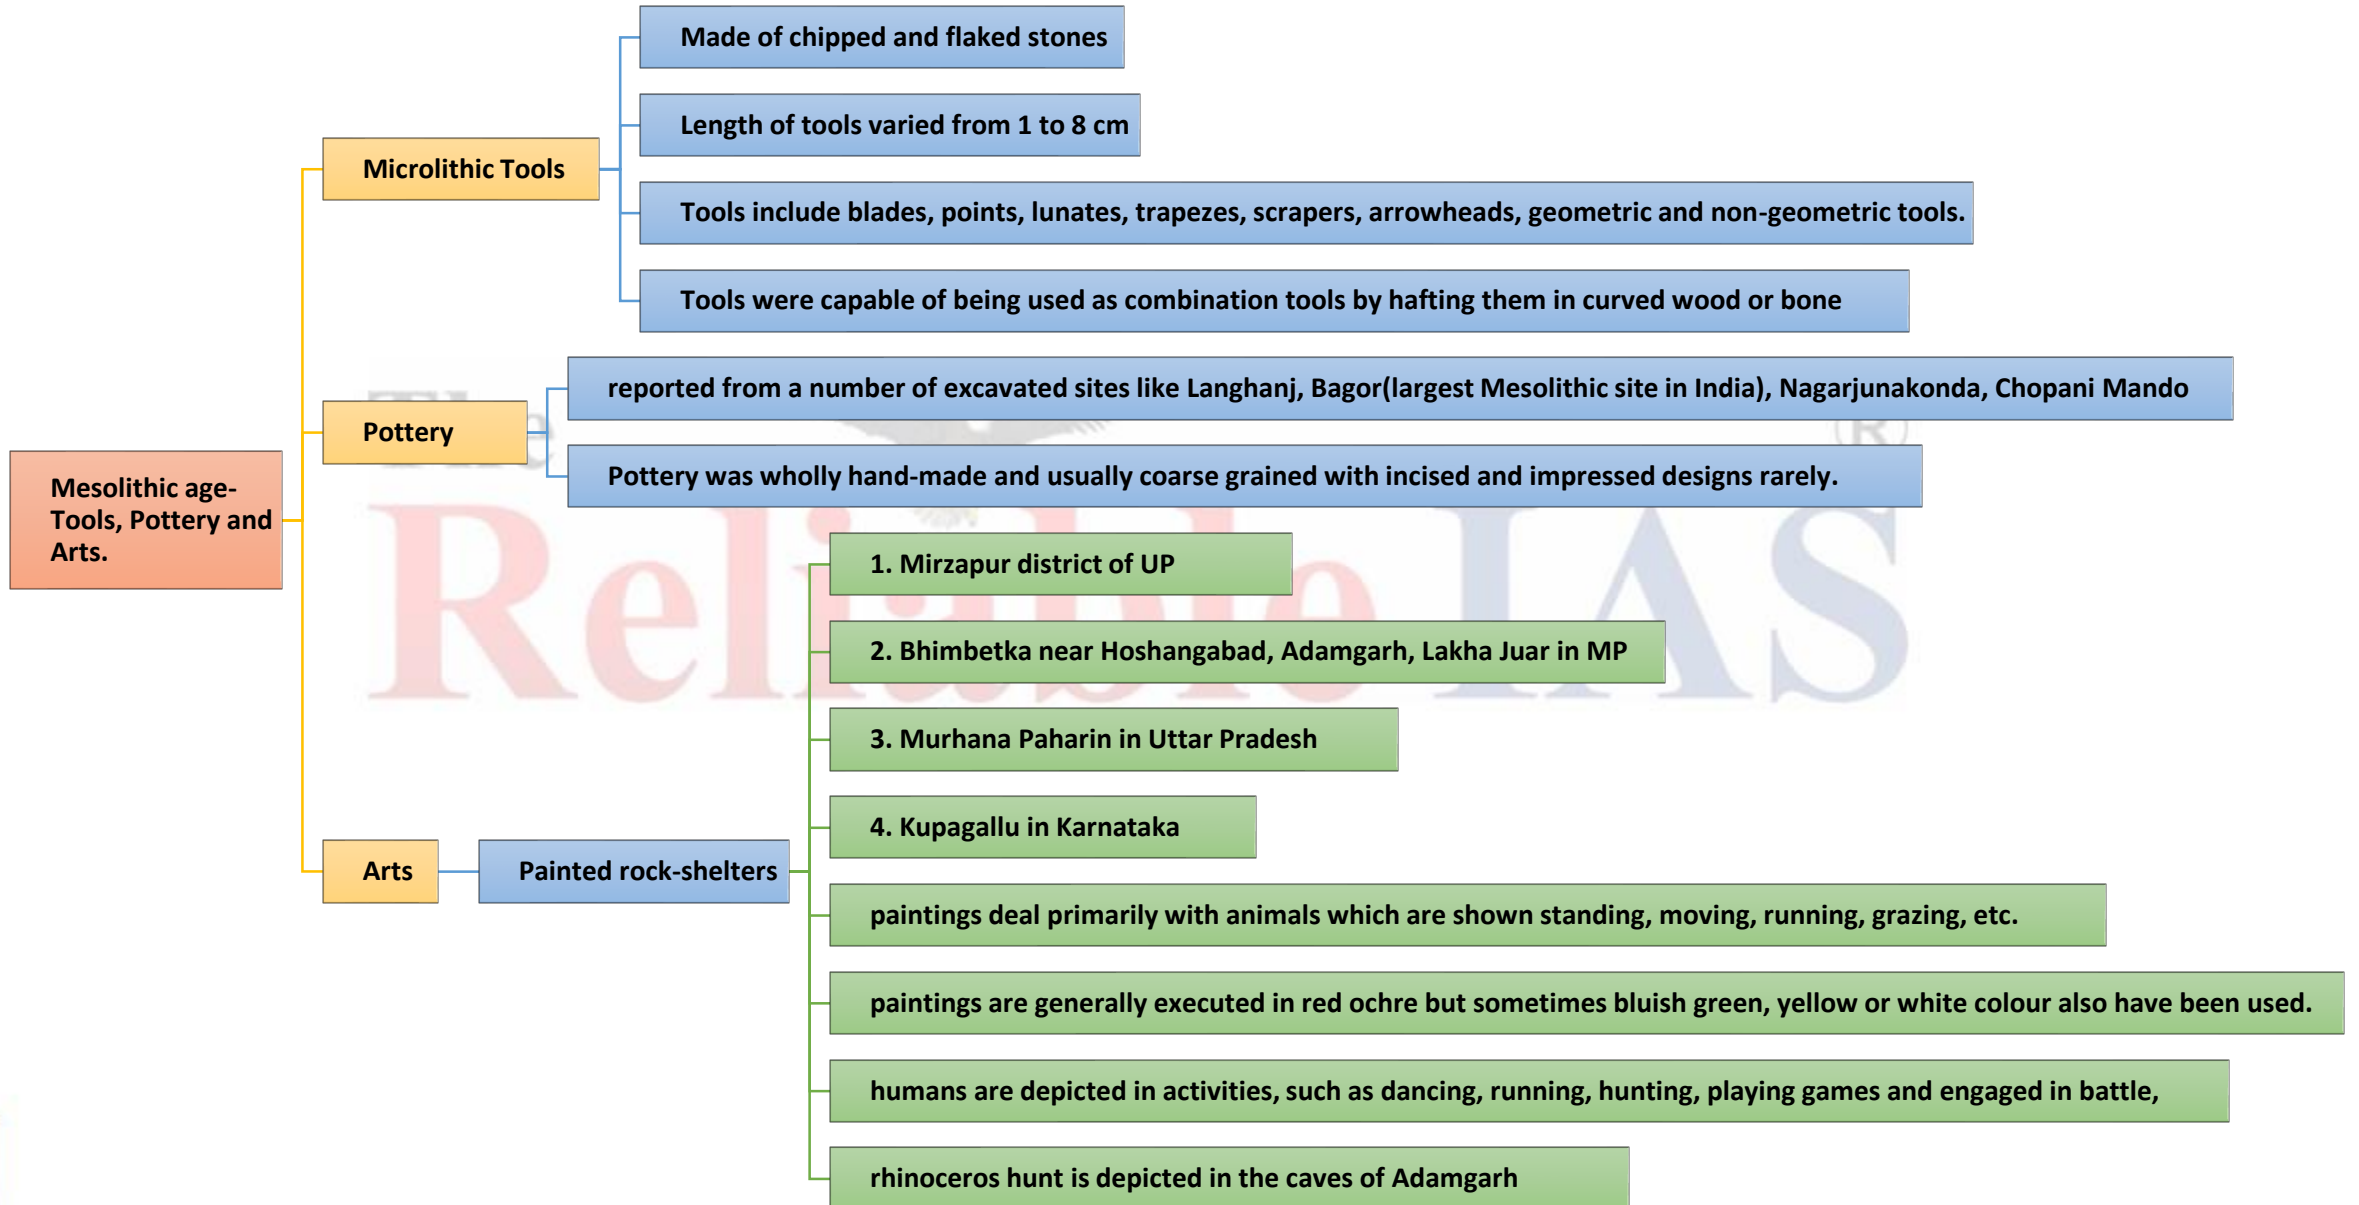 Made of chipped and flaked stones
Length of tools varied from 1 to 8 cm
Microlithic Tools
Tools include blades, points, lunates, trapezes, scrapers, arrowheads, geometric and non-geometric tools.
Tools were capable of being used as combination tools by hafting them in curved wood or bone
reported from a number of excavated sites like Langhanj, Bagor(largest Mesolithic site in India), Nagarjunakonda, Chopani Mando
Pottery
Pottery was wholly hand-made and usually coarse grained with incised and impressed designs rarely.
Mesolithic age-
Tools, Pottery and
Arts.
The
Reliable IAS
®
1. Mirzapur district of UP
2. Bhimbetka near Hoshangabad, Adamgarh, Lakha Juar in MP
3. Murhana Paharin in Uttar Pradesh
4. Kupagallu in Karnataka
Arts
Painted rock-shelters
paintings deal primarily with animals which are shown standing, moving, running, grazing, etc.
paintings are generally executed in red ochre but sometimes bluish green, yellow or white colour also have been used.
humans are depicted in activities, such as dancing, running, hunting, playing games and engaged in battle,
rhinoceros hunt is depicted in the caves of Adamgarh